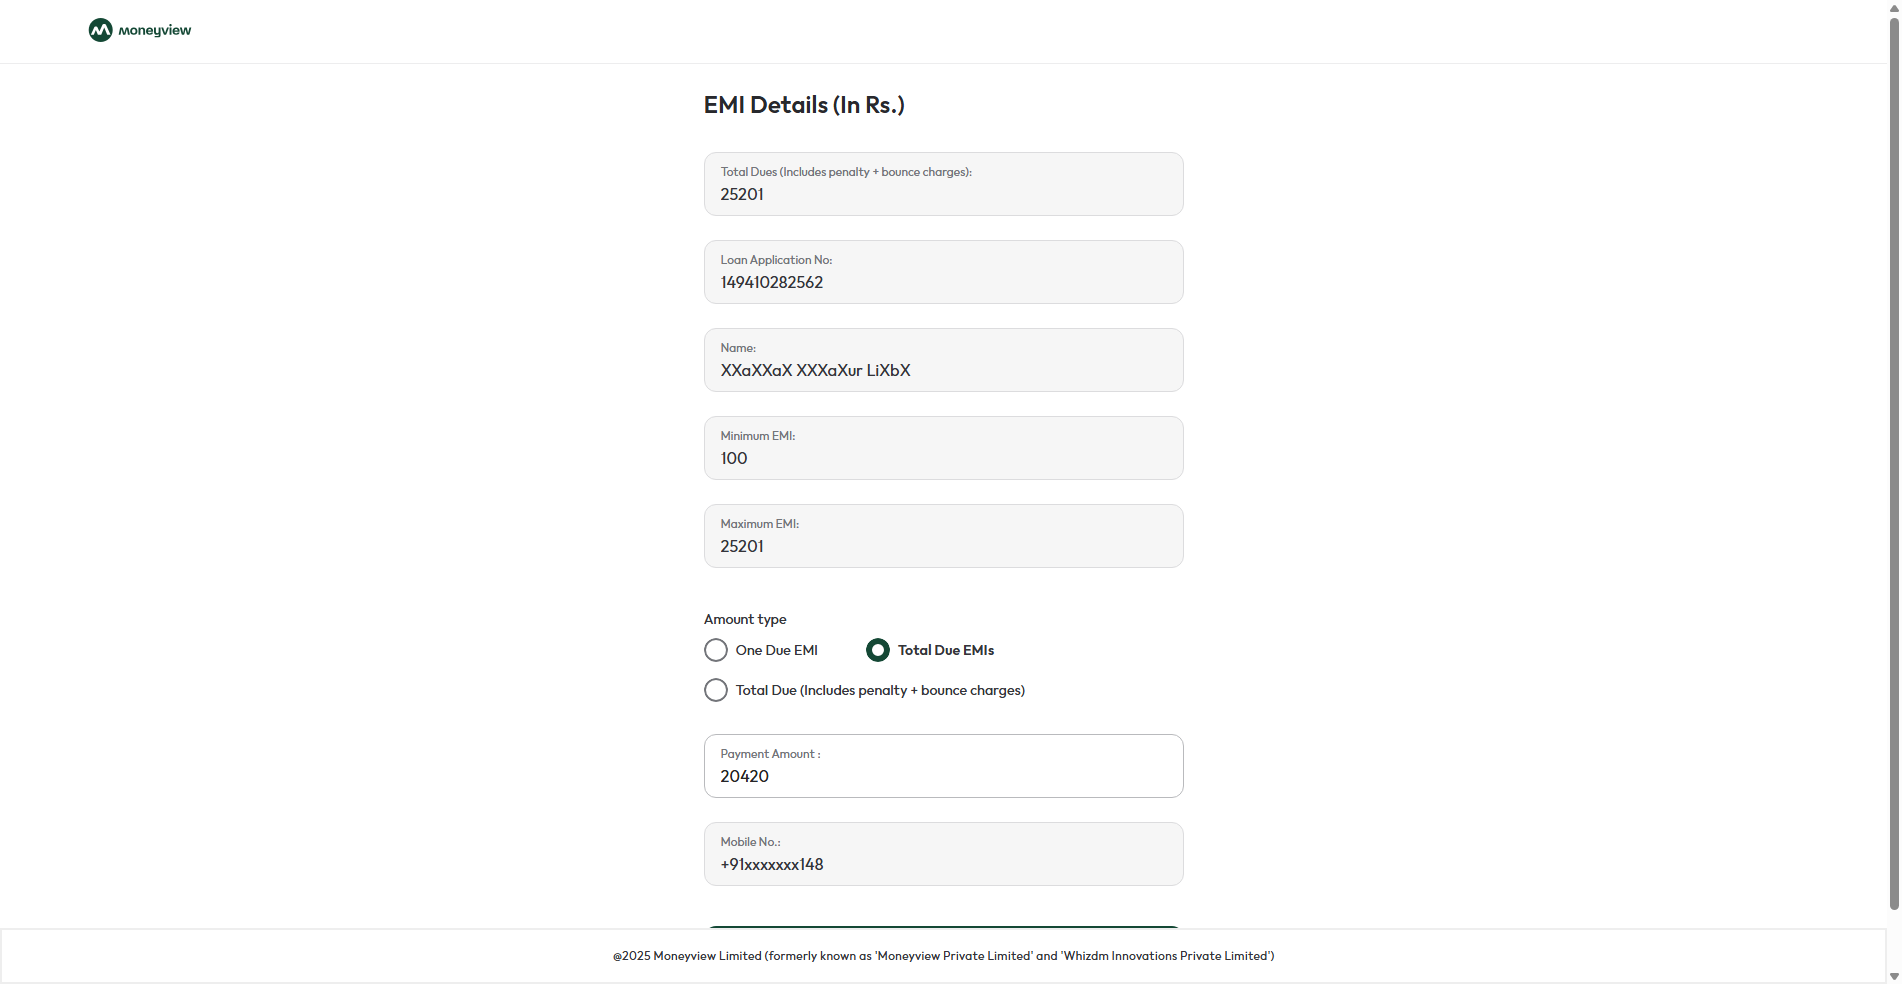 moneyview
EMI Details (In Rs.)
Total Dues (Includes penalty + bounce charges):
25201
Loan Application No:
149410282562
Name:
XXaXXaX XXXaXur LiXbX
Minimum EMI:
100
Maximum EMI:
25201
Amount type
One Due EMI
Total Due EMIs
Total Due (Includes penalty + bounce charges)
Payment Amount :
20420
Mobile No.:
+91xxxxxxx148
@2025 Moneyview Limited (formerly known as 'Moneyview Private Limited' and 'Whizdm Innovations Private Limited')